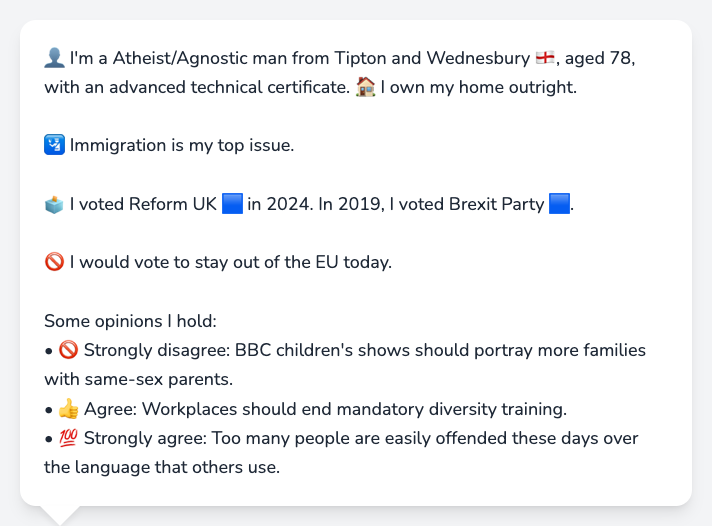 👤 I'm a Atheist/Agnostic man from Tipton and Wednesbury 🏴󠁧󠁢󠁥󠁮󠁧󠁿, aged 78,
with an advanced technical certificate. 🏠 I own my home outright.
🛂 Immigration is my top issue.
🗳️ I voted Reform UK 🟦 in 2024. In 2019, I voted Brexit Party 🟦.
🚫 I would vote to stay out of the EU today.
Some opinions I hold:
• 🚫 Strongly disagree: BBC children's shows should portray more families
with same-sex parents.
• 👍 Agree: Workplaces should end mandatory diversity training.
• 💯 Strongly agree: Too many people are easily offended these days over
the language that others use.